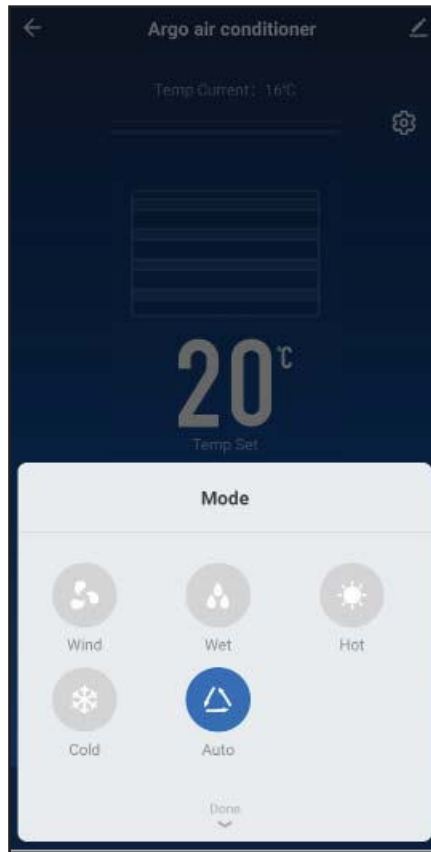 Argo air conditioner
Temp Current: 16℃
20℃
Temp Set
Mode
Wind Wet Hot
Cold Auto
Done